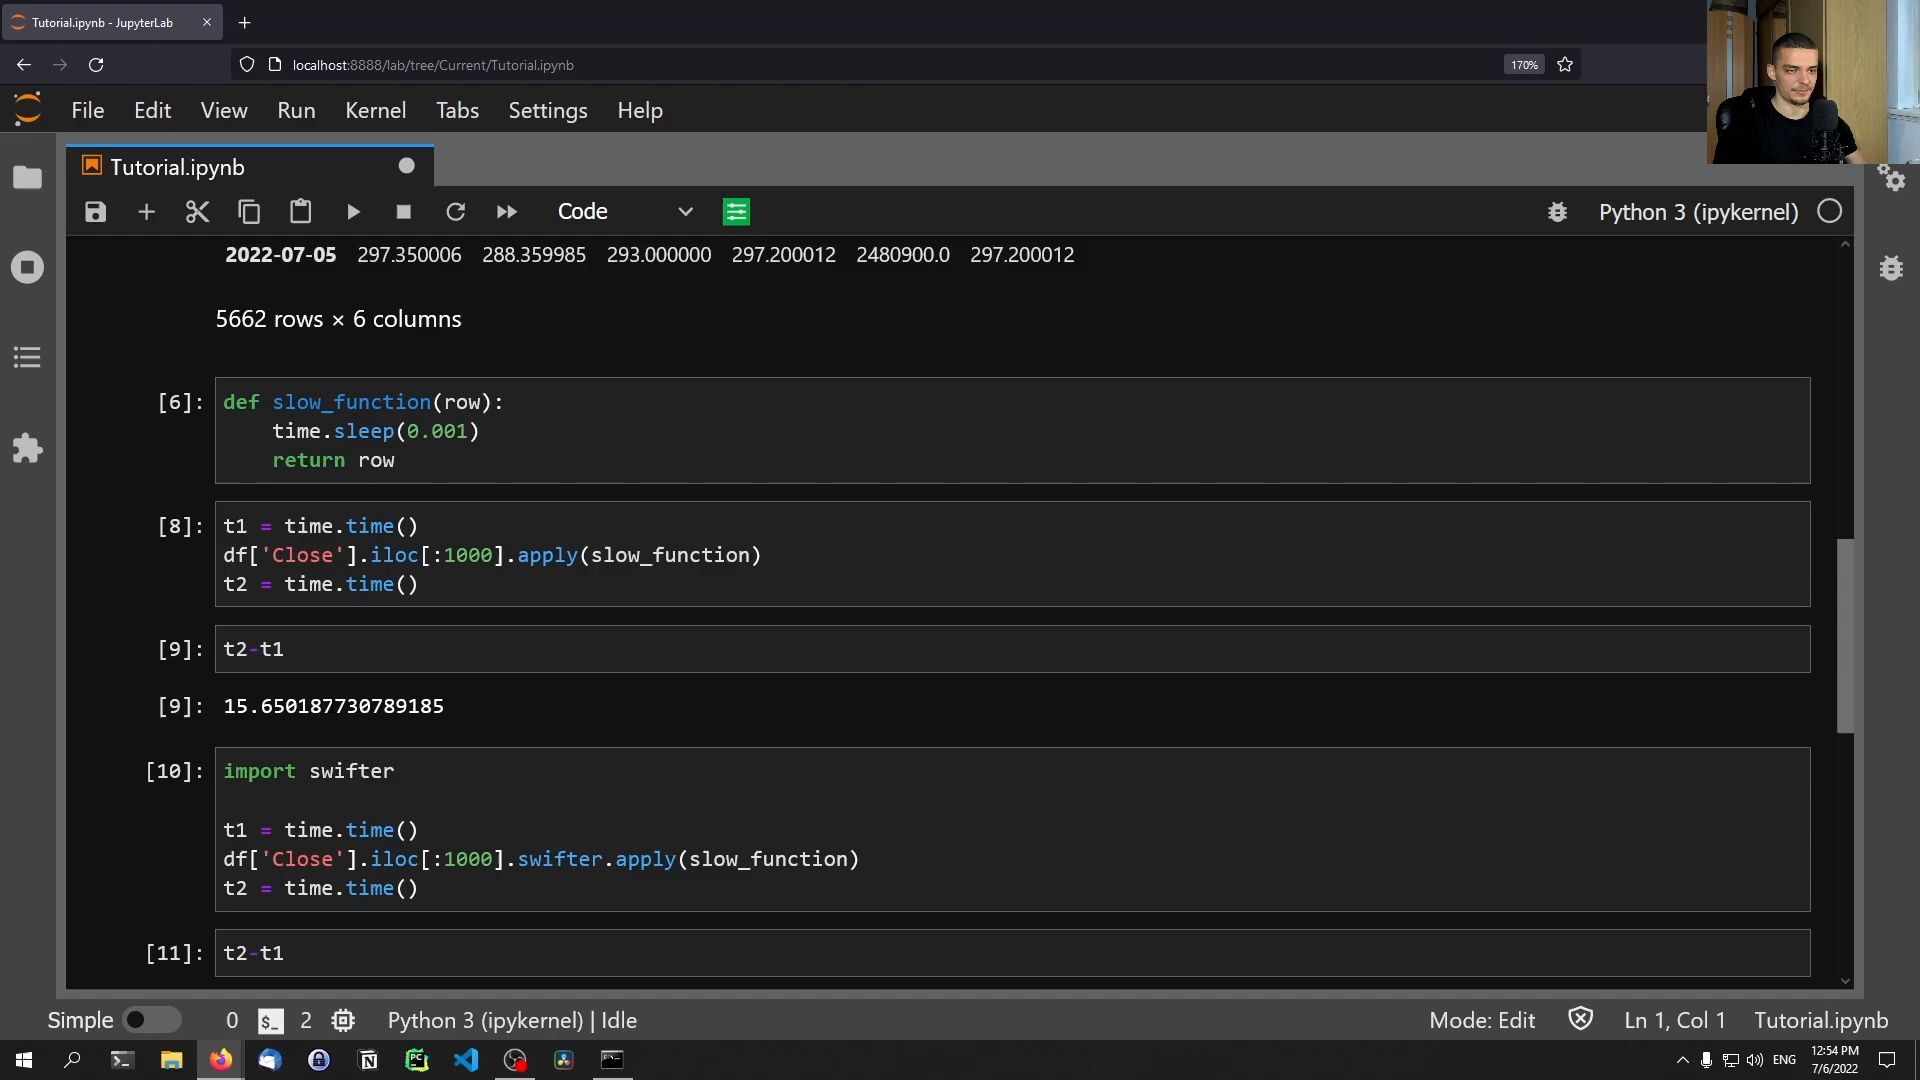 Tutorial.ipynb - JupyterLab
localhost:8888/lab/tree/Current/Tutorial.ipynb
170%
File Edit View Run Kernel Tabs Settings Help
Tutorial.ipynb
Code
Python 3 (ipykernel)
2022-07-05 297.350006 288.359985 293.000000 297.200012 2480900.0 297.200012
5662 rows × 6 columns
[6]: def slow_function(row):
time.sleep(0.001)
return row
[8]: t1 = time.time()
df['Close'].iloc[:1000].apply(slow_function)
t2 = time.time()
[9]: t2-t1
[9]: 15.650187730789185
[10]: import swifter
t1 = time.time()
df['Close'].iloc[:1000].swifter.apply(slow_function)
t2 = time.time()
[11]: t2-t1
Simple 0 $_ 2 Python 3 (ipykernel) | Idle Mode: Edit Ln 1, Col 1 Tutorial.ipynb
ENG 12:54 PM
7/6/2022